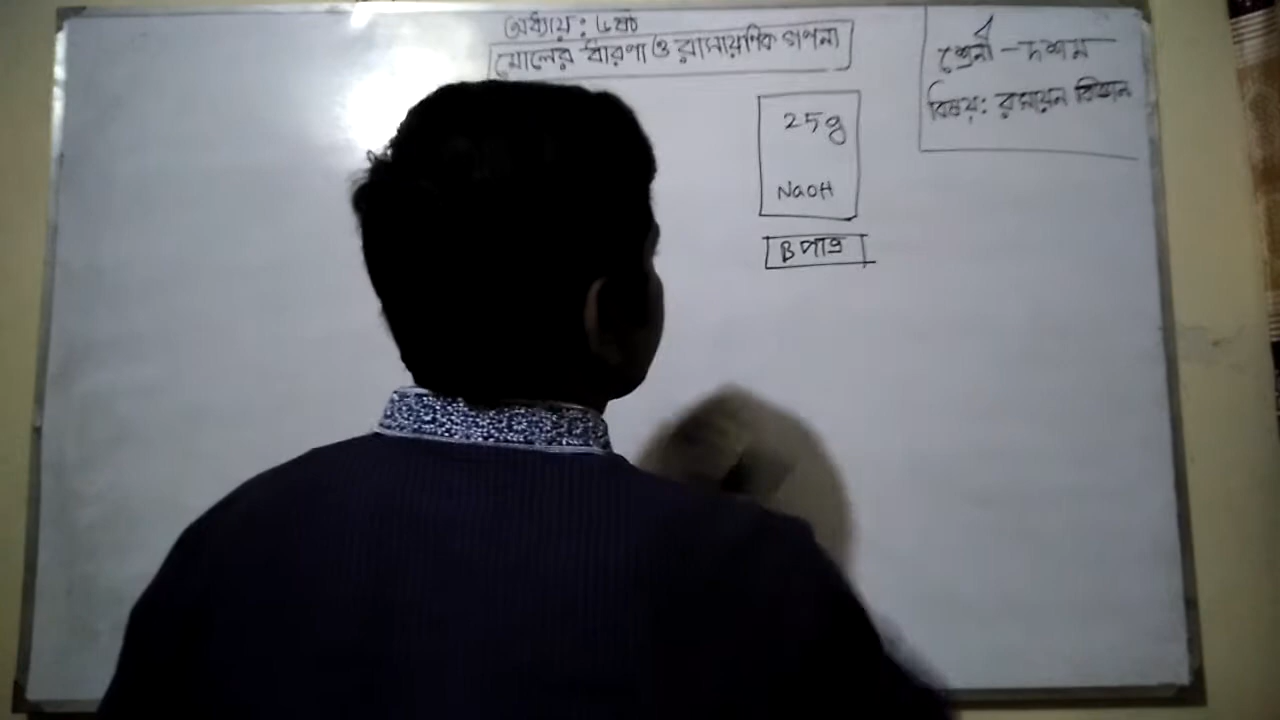 অধ্যায় : ৬ষ্ঠ
মোলের ধারণা ও রাসায়ণিক গণনা
শ্রেনী - দশম
বিষয় : রসায়ন বিজ্ঞান
25g
NaOH
B পাত্র